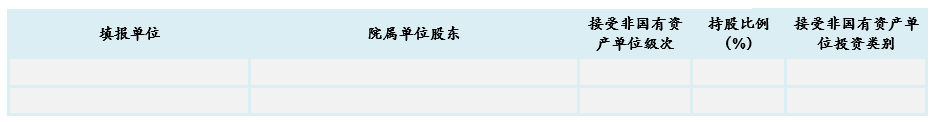 填报单位
院属单位股东
接受非国有资
产单位级次
持股比例
(%)
接受非国有资产单
位投资类别